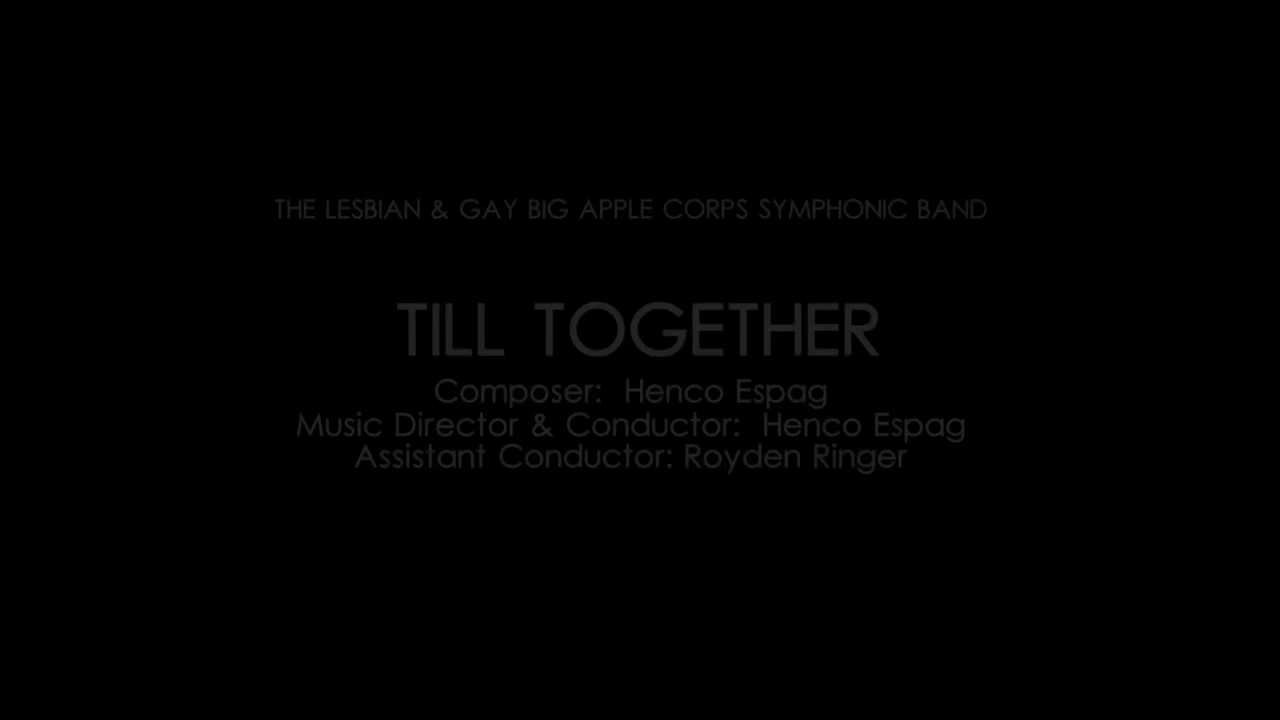 THE LESBIAN & GAY BIG APPLE CORPS SYMPHONIC BAND
TILL TOGETHER
Composer: Henco Espag
Music Director & Conductor: Henco Espag
Assistant Conductor: Royden Ringer